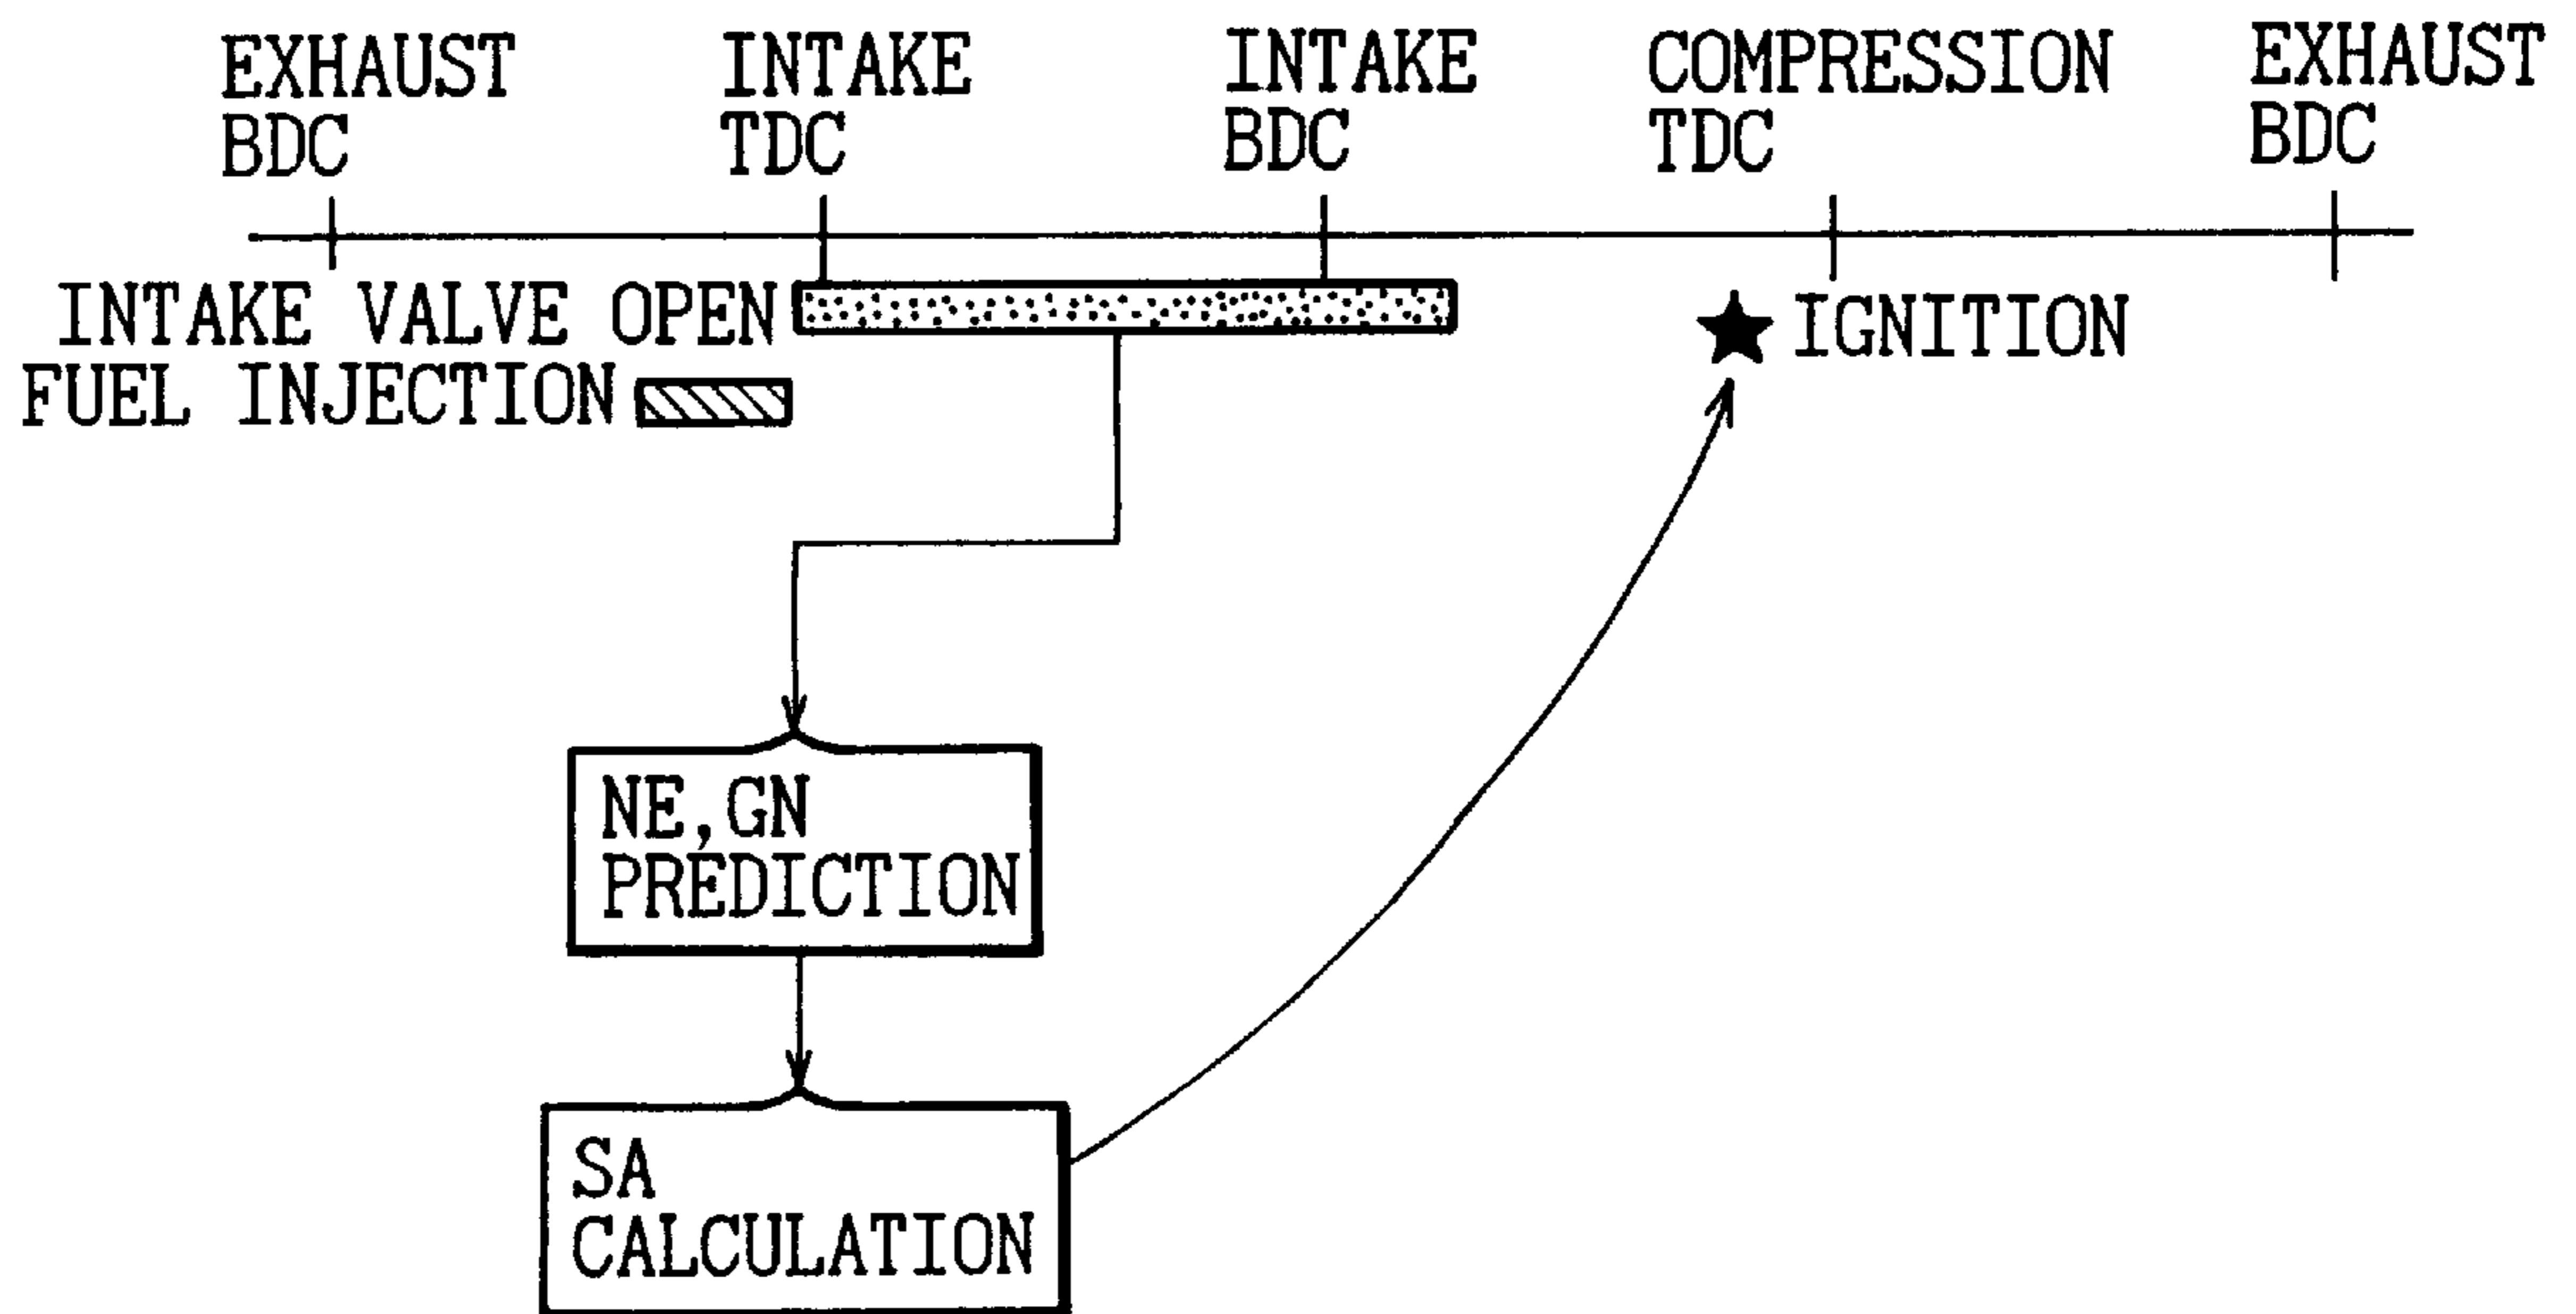 EXHAUST
BDC
INTAKE
TDC
INTAKE
BDC
COMPRESSION
TDC
EXHAUST
BDC
INTAKE VALVE OPEN
IGNITION
FUEL INJECTION
NE,GN
PREDICTION
SA
CALCULATION